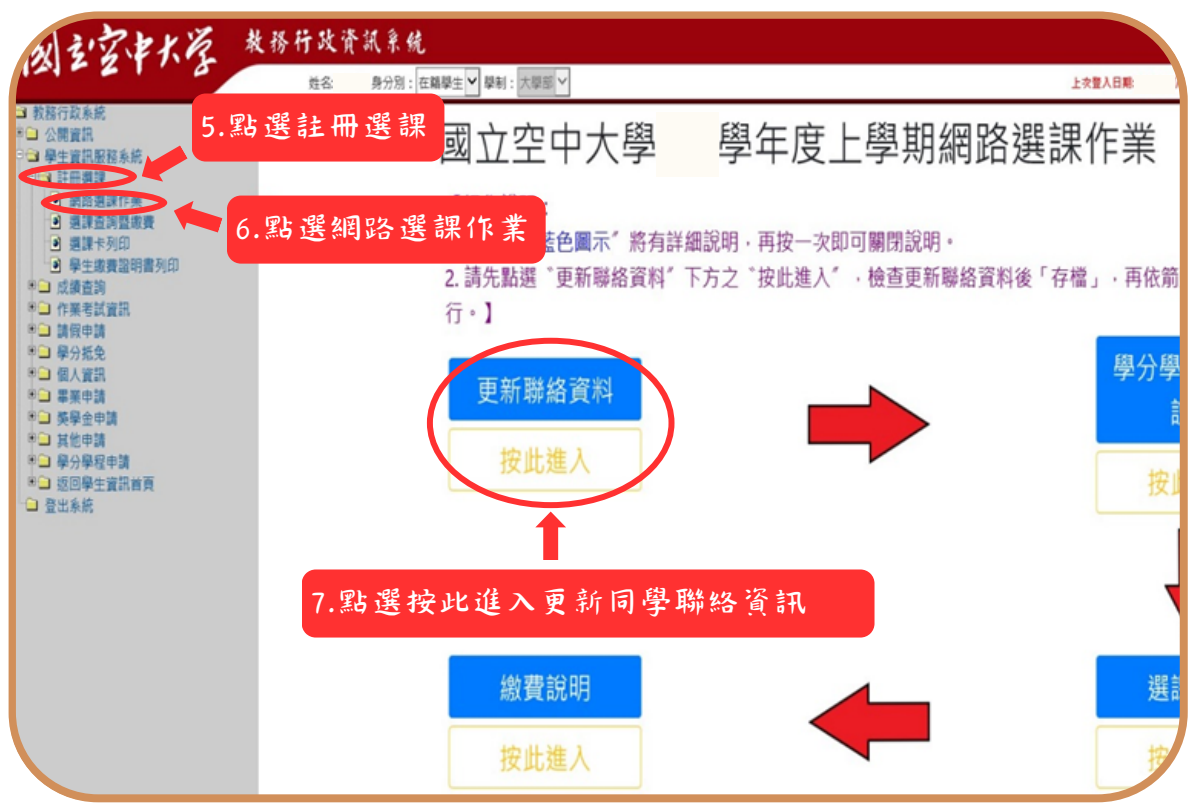 國立空中大學 教務行政資訊系統
姓名: 身分別：在籍學生 學制：大學部 上次登入日期:
教務行政系統
公開資訊
學生資訊服務系統
註冊選課
網路選課作業
選課查詢暨繳費
選課卡列印
學生繳費證明書列印
成績查詢
作業考試資訊
請假申請
學分抵免
個人資訊
畢業申請
獎學金申請
其他申請
學分學程申請
返回學生資訊首頁
登出系統
5.點選註冊選課
6.點選網路選課作業
國立空中大學 學年度上學期網路選課作業
藍色圖示〞將有詳細說明，再按一次即可關閉說明。
2. 請先點選〝更新聯絡資料〞下方之〝按此進入〞，檢查更新聯絡資料後「存檔」，再依箭
行。】
更新聯絡資料
按此進入
學分學
按
7.點選按此進入更新同學聯絡資訊
繳費說明
按此進入
選
按